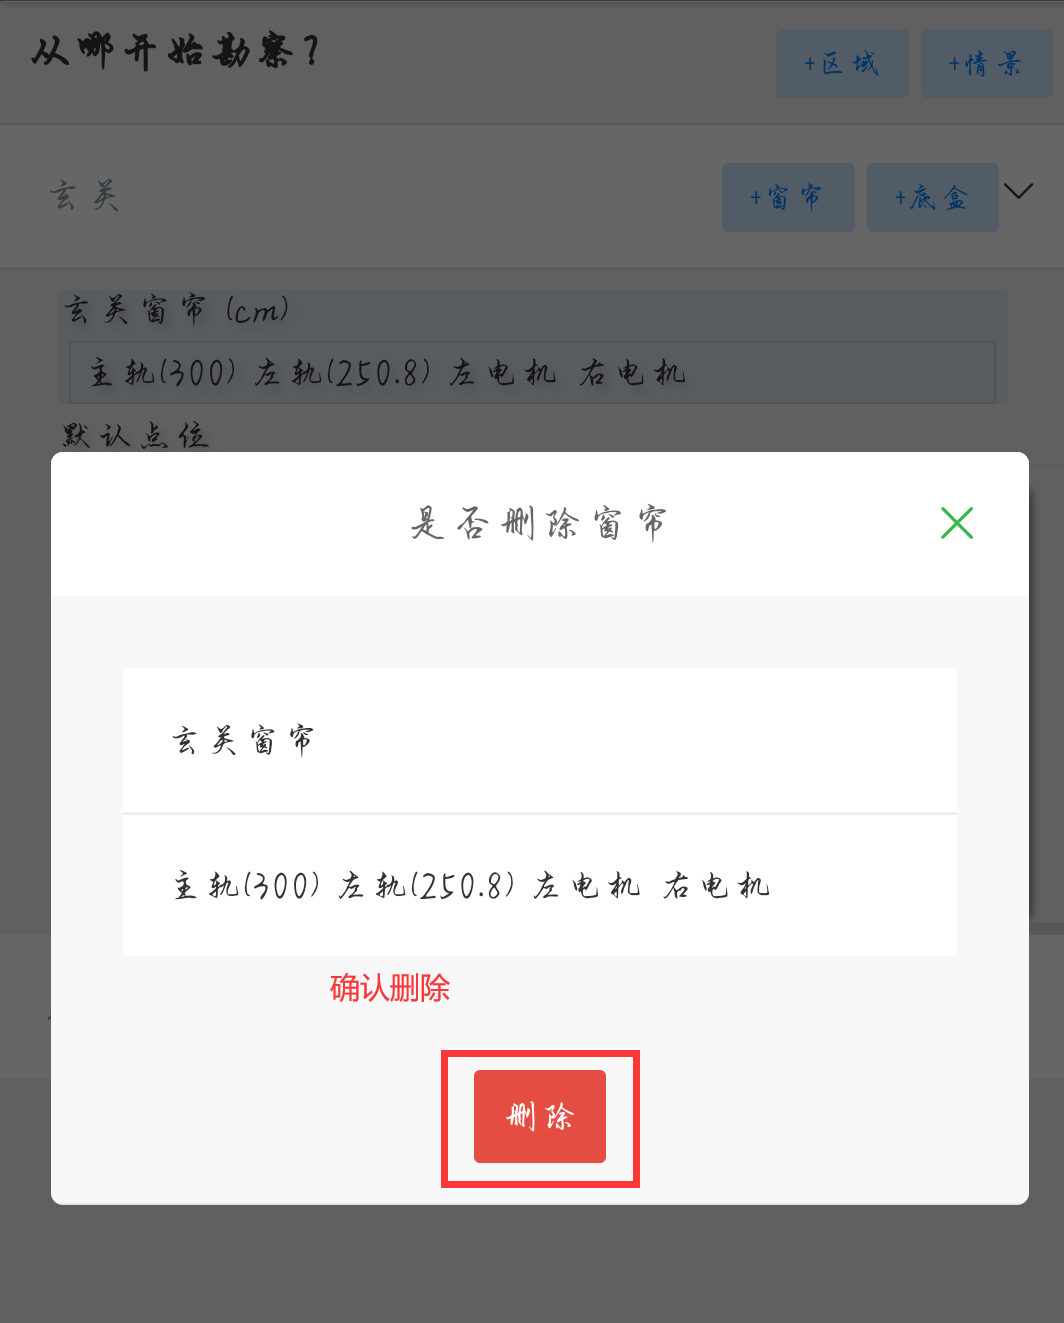 从哪开始勘察?
+区域 +情景
玄关
+窗帘 +底盒
玄关窗帘 (cm)
主轨(300) 左轨(250.8) 左电机 右电机
默认点位
是否删除窗帘
玄关窗帘
主轨(300) 左轨(250.8) 左电机 右电机
确认删除
删除